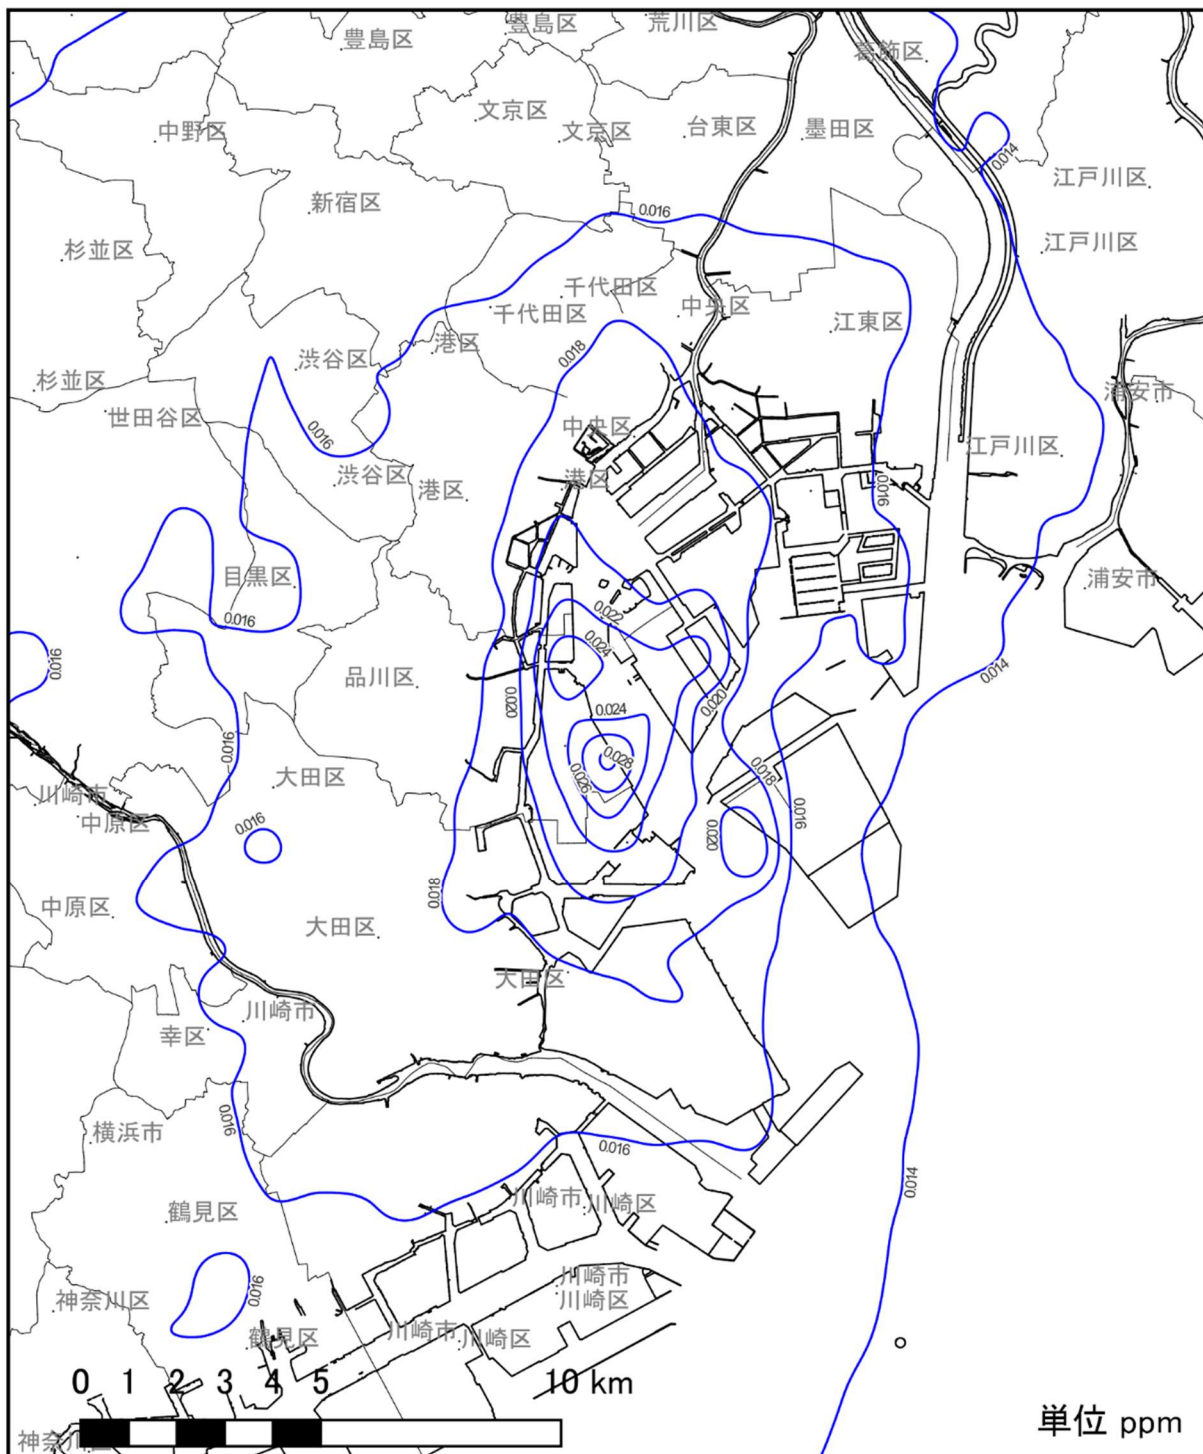 豊島区
豊島区
荒川区
葛飾区
中野区
文京区
文京区
台東区
墨田区
0.014
江戸川区
新宿区
0.016
杉並区
江戸川区
千代田区
千代田区
中央区
江東区
港区
0.018
渋谷区
杉並区
浦安市
世田谷区
中央区
0.016
江戸川区
渋谷区
港区
港区
0.016
目黒区
浦安市
0.016
0.022
0.024
0.016
品川区
0.014
0.020
0.020
0.024
0.016
大田区
0.028
0.026
0.018
川崎市
中原区
0.016
0.016
0.020
0.018
中原区
大田区
大田区
川崎市
幸区
0.016
横浜市
0.016
0.014
鶴見区
川崎市
川崎区
0.016
川崎市
川崎区
神奈川区
鶴見区
川崎市
川崎区
0 1 2 3 4 5 10 km
神奈川区
単位 ppm